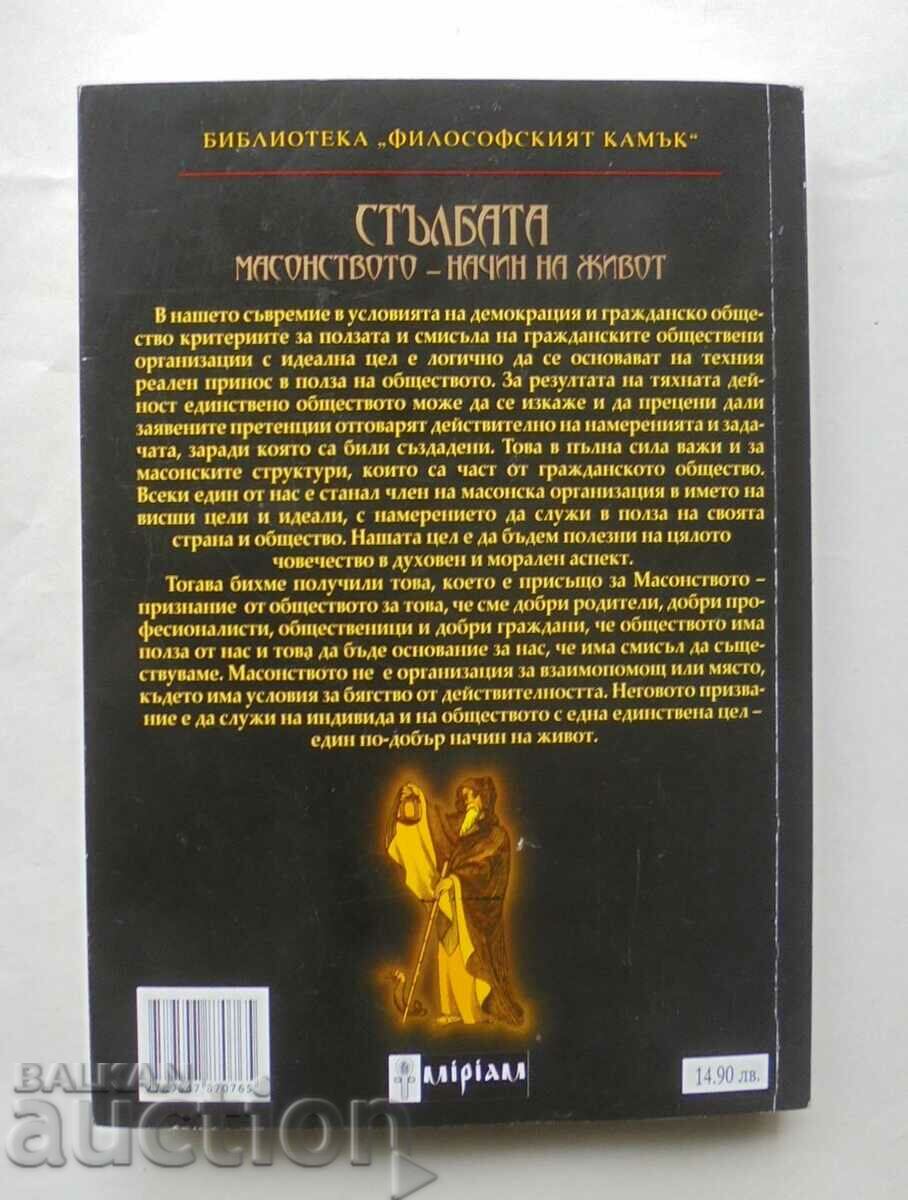 БИБЛИОТЕКА „ФИЛОСОФСКИЯТ КАМЪК“
СТЪЛБАТА
МАСОНСТВОТО – НАЧИН НА ЖИВОТ
В нашето съвремие в условията на демокрация и гражданско обще-
ство критериите за ползата и смисъла на гражданските обществени
организации с идеална цел е логично да се основават на техния
реален принос в полза на обществото. За резултата на тяхната дей-
ност единствено обществото може да се изкаже и да прецени дали
заявените претенции отговарят действително на намеренията и зада-
чата, заради която са били създадени. Това в пълна сила важи и за
масонските структури, които са част от гражданското общество.
Всеки един от нас е станал член на масонска организация в името на
висши цели и идеали, с намерението да служи в полза на своята
страна и общество. Нашата цел е да бъдем полезни на цялото
човечество в духовен и морален аспект.
Тогава бихме получили това, което е присъщо за Масонството –
признание от обществото за това, че сме добри родители, добри про-
фесионалисти, общественици и добри граждани, че обществото има
полза от нас и това да бъде основание за нас, че има смисъл да съще-
ствуваме. Масонството не е организация за взаимопомощ или място,
където има условия за бягство от действителността. Неговото призва-
ние е да служи на индивида и на обществото с една единствена цел –
един по-добър начин на живот.
міріам
14.90 лв.
BALKAN
auction